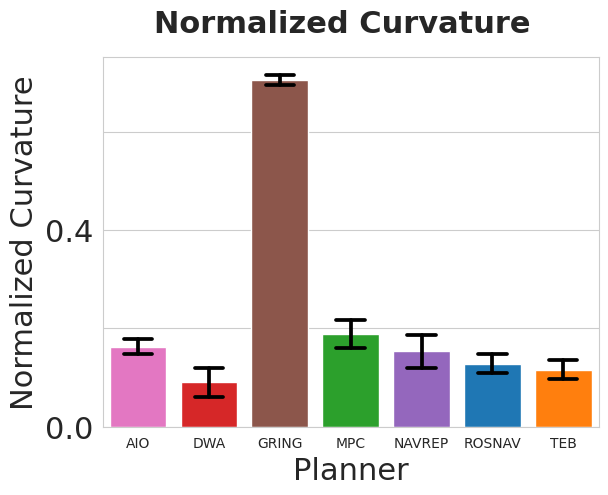 Normalized Curvature
Normalized Curvature
0.4
0.0
AIO DWA GRING MPC NAVREP ROSNAV TEB
Planner